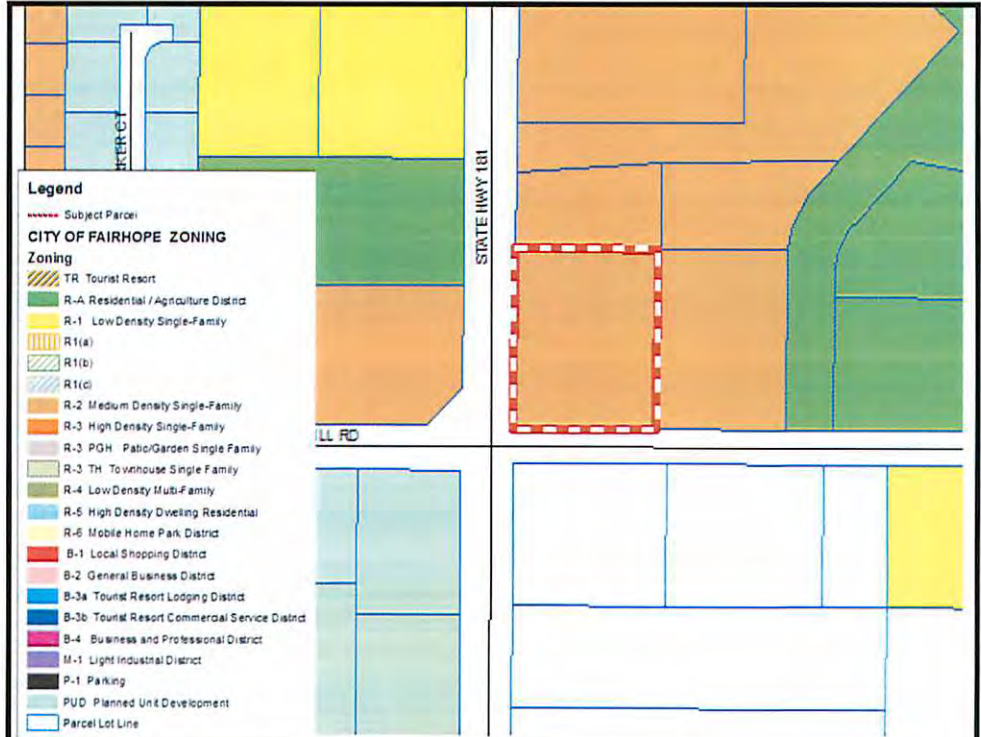 KER CT
STATE HWY 181
ILL RD
Legend
Subject Parcel
CITY OF FAIRHOPE ZONING
Zoning
TR Tourist Resort
R-A Residential / Agriculture District
R-1 Low Density Single-Family
R1(a)
R1(b)
R1(c)
R-2 Medium Density Single-Family
R-3 High Density Single-Family
R-3 PGH Patio/Garden Single Family
R-3 TH Townhouse Single Family
R-4 Low Density Multi-Family
R-5 High Density Dwelling Residential
R-6 Mobile Home Park District
B-1 Local Shopping District
B-2 General Business District
B-3a Tourist Resort Lodging District
B-3b Tourist Resort Commercial Service District
B-4 Business and Professional District
M-1 Light Industrial District
P-1 Parking
PUD Planned Unit Development
Parcel Lot Line